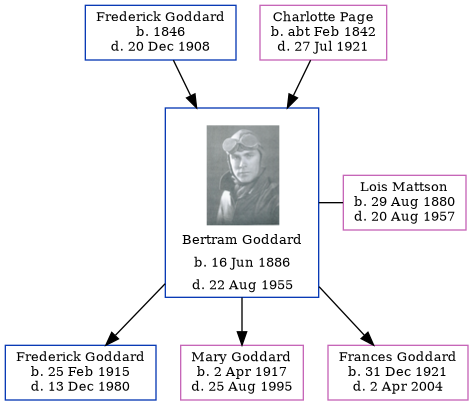 Frederick Goddard
b. 1846
d. 20 Dec 1908
Charlotte Page
b. abt Feb 1842
d. 27 Jul 1921
Bertram Goddard
b. 16 Jun 1886
d. 22 Aug 1955
Lois Mattson
b. 29 Aug 1880
d. 20 Aug 1957
Frederick Goddard
b. 25 Feb 1915
d. 13 Dec 1980
Mary Goddard
b. 2 Apr 1917
d. 25 Aug 1995
Frances Goddard
b. 31 Dec 1921
d. 2 Apr 2004